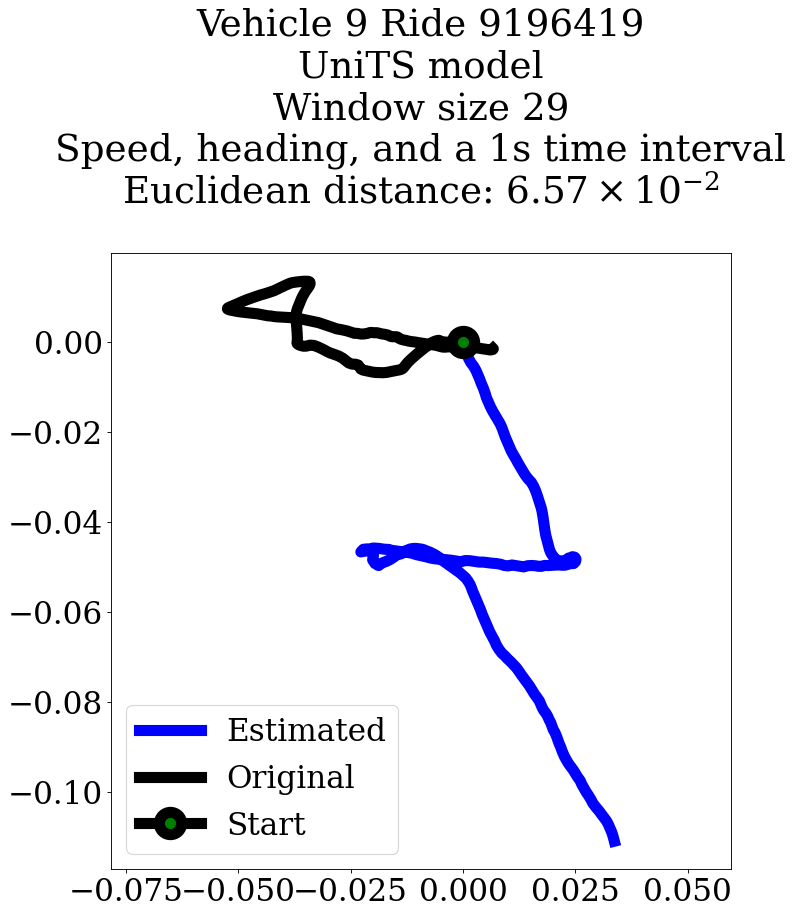 Vehicle 9 Ride 9196419
UniTS model
Window size 29
Speed, heading, and a 1s time interval
Euclidean distance: 6.57 × 10⁻²
0.00
−0.02
−0.04
−0.06
−0.08
−0.10
Estimated
Original
Start
−0.075 −0.050 −0.025 0.000 0.025 0.050